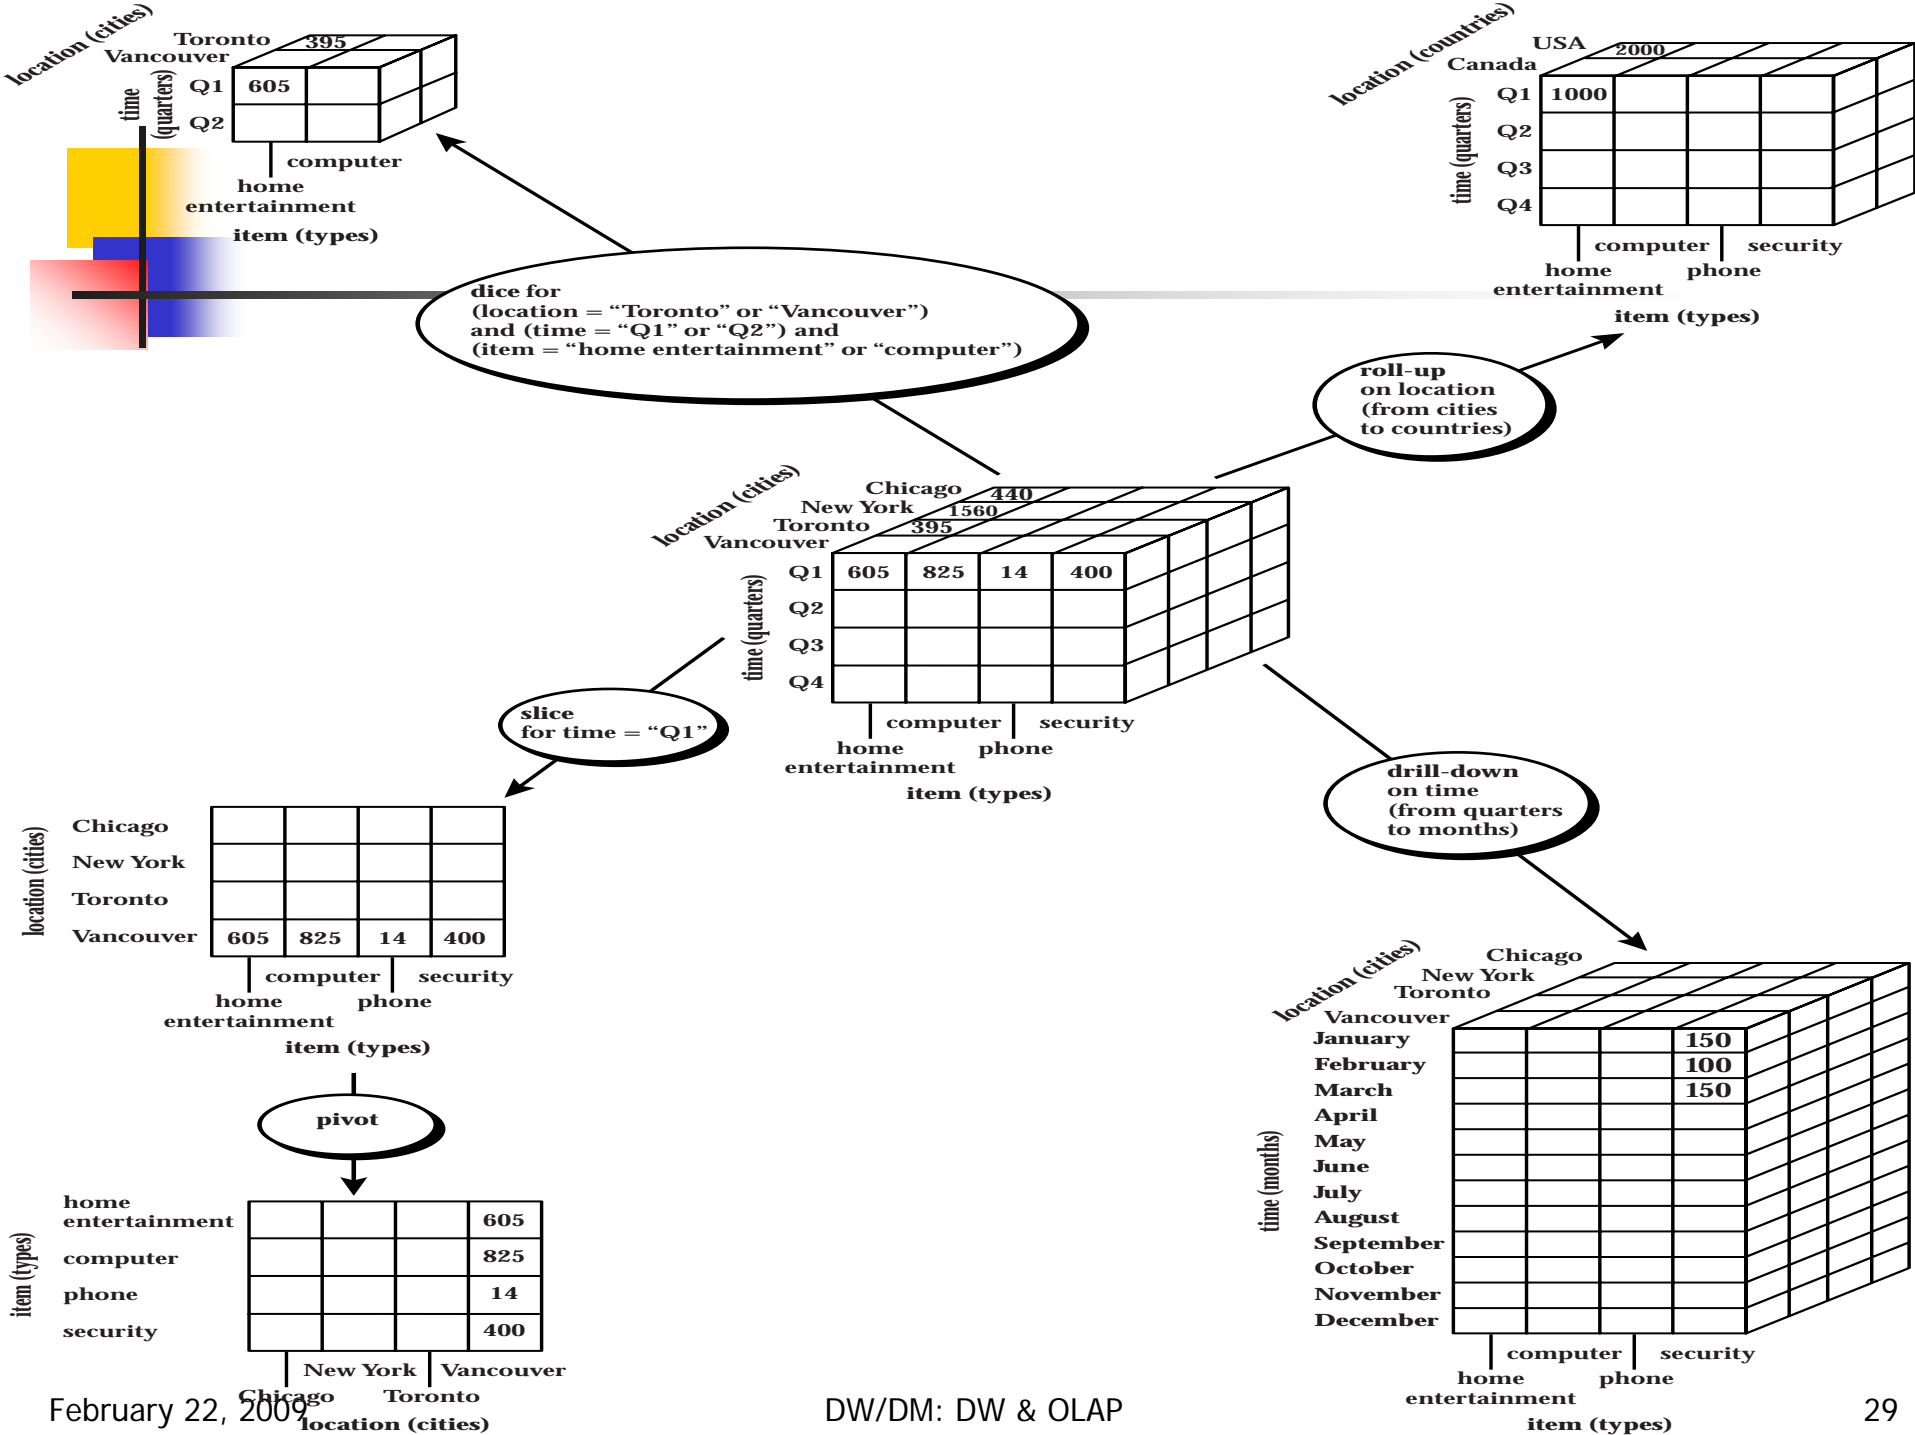 location (cities)
Toronto
395
Vancouver
time
(quarters)
Q1
605
Q2
computer
home
entertainment
item (types)
location (countries)
USA
2000
Canada
time (quarters)
Q1
1000
Q2
Q3
Q4
computer
security
home
phone
entertainment
item (types)
dice for
(location = “Toronto” or “Vancouver”)
and (time = “Q1” or “Q2”) and
(item = “home entertainment” or “computer”)
roll-up
on location
(from cities
to countries)
location (cities)
Chicago
440
New York
1560
Toronto
395
Vancouver
time (quarters)
Q1
605 825 14 400
Q2
Q3
Q4
computer
security
home
phone
entertainment
item (types)
slice
for time = “Q1”
drill-down
on time
(from quarters
to months)
location (cities)
Chicago
New York
Toronto
Vancouver
605 825 14 400
computer
security
home
phone
entertainment
item (types)
pivot
item (types)
home
entertainment
605
computer
825
phone
14
security
400
New York
Vancouver
Chicago
Toronto
location (cities)
location (cities)
Chicago
New York
Toronto
Vancouver
time (months)
January
150
February
100
March
150
April
May
June
July
August
September
October
November
December
computer
security
home
phone
entertainment
item (types)
February 22, 2009
DW/DM: DW & OLAP
29